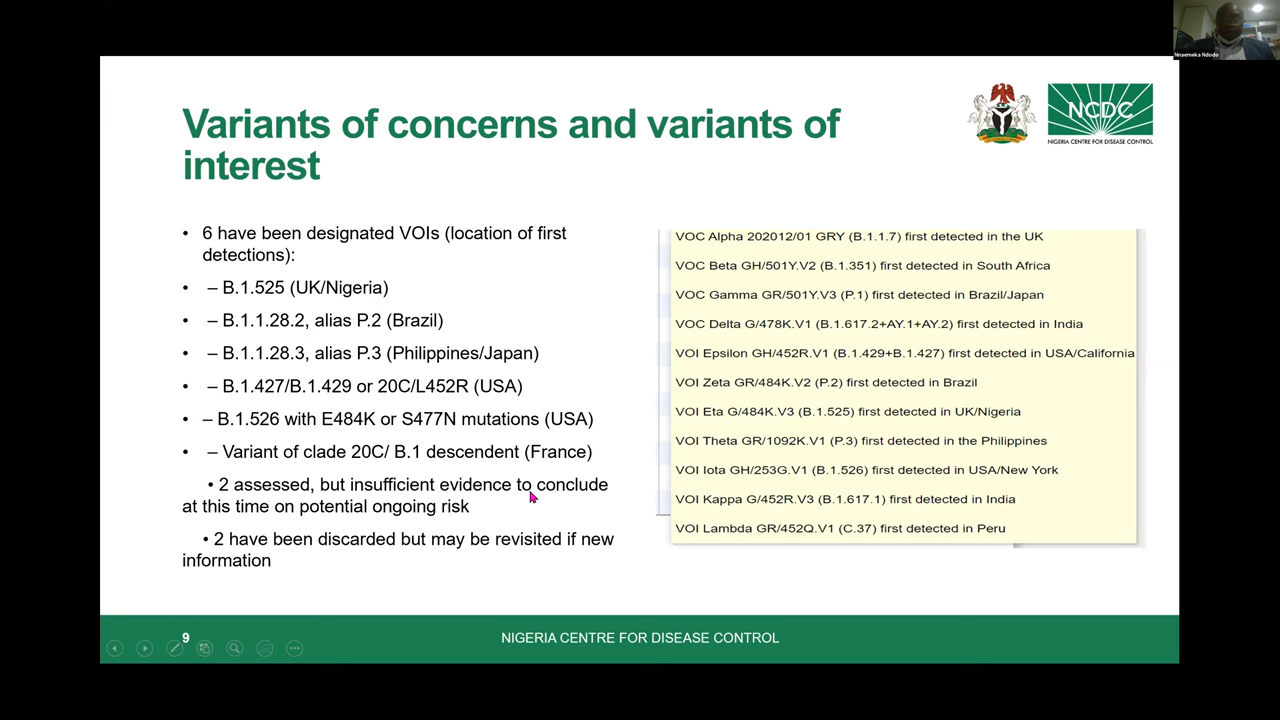 Nnaemeka Ndodo
Variants of concerns and variants of
interest
NCDC
NIGERIA CENTRE FOR DISEASE CONTROL
• 6 have been designated VOIs (location of first
detections):
• – B.1.525 (UK/Nigeria)
• – B.1.1.28.2, alias P.2 (Brazil)
• – B.1.1.28.3, alias P.3 (Philippines/Japan)
• – B.1.427/B.1.429 or 20C/L452R (USA)
• – B.1.526 with E484K or S477N mutations (USA)
• – Variant of clade 20C/ B.1 descendent (France)
• 2 assessed, but insufficient evidence to conclude
at this time on potential ongoing risk
• 2 have been discarded but may be revisited if new
information
VOC Alpha 202012/01 GRY (B.1.1.7) first detected in the UK
VOC Beta GH/501Y.V2 (B.1.351) first detected in South Africa
VOC Gamma GR/501Y.V3 (P.1) first detected in Brazil/Japan
VOC Delta G/478K.V1 (B.1.617.2+AY.1+AY.2) first detected in India
VOI Epsilon GH/452R.V1 (B.1.429+B.1.427) first detected in USA/California
VOI Zeta GR/484K.V2 (P.2) first detected in Brazil
VOI Eta G/484K.V3 (B.1.525) first detected in UK/Nigeria
VOI Theta GR/1092K.V1 (P.3) first detected in the Philippines
VOI Iota GH/253G.V1 (B.1.526) first detected in USA/New York
VOI Kappa G/452R.V3 (B.1.617.1) first detected in India
VOI Lambda GR/452Q.V1 (C.37) first detected in Peru
9
NIGERIA CENTRE FOR DISEASE CONTROL